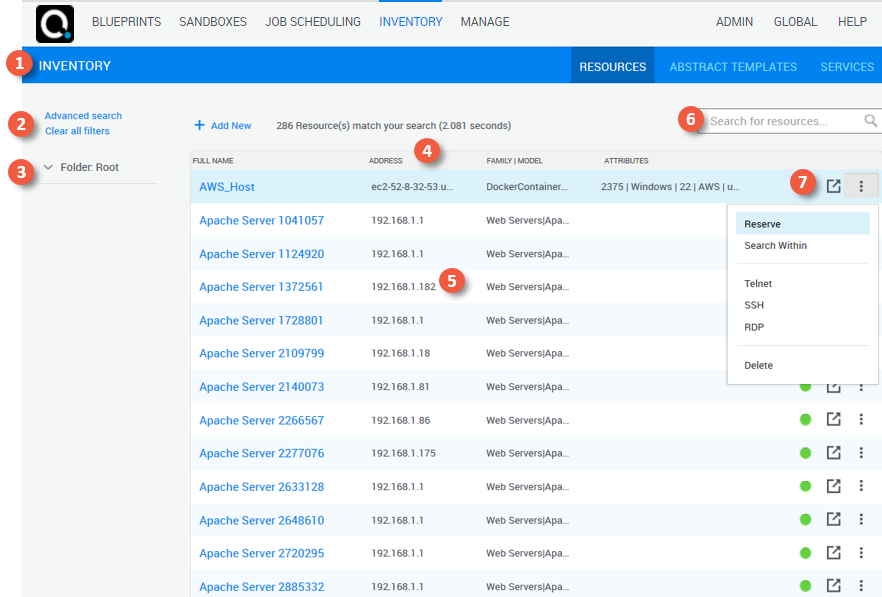 BLUEPRINTS SANDBOXES JOB SCHEDULING INVENTORY MANAGE ADMIN GLOBAL HELP
1 INVENTORY RESOURCES ABSTRACT TEMPLATES SERVICES
2 Advanced search
Clear all filters
+ Add New 286 Resource(s) match your search (2.081 seconds)
6 Search for resources...
3 Folder: Root
4
FULL NAME ADDRESS FAMILY | MODEL ATTRIBUTES
AWS_Host ec2-52-8-32-53.u... DockerContainer... 2375 | Windows | 22 | AWS | u... 7
Apache Server 1041057 192.168.1.1 Web Servers|Apa...
Apache Server 1124920 192.168.1.1 Web Servers|Apa...
Apache Server 1372561 192.168.1.182 5 Web Servers|Apa...
Apache Server 1728801 192.168.1.1 Web Servers|Apa...
Apache Server 2109799 192.168.1.18 Web Servers|Apa...
Apache Server 2140073 192.168.1.81 Web Servers|Apa...
Apache Server 2266567 192.168.1.86 Web Servers|Apa...
Apache Server 2277076 192.168.1.175 Web Servers|Apa...
Apache Server 2633128 192.168.1.1 Web Servers|Apa...
Apache Server 2648610 192.168.1.1 Web Servers|Apa...
Apache Server 2720295 192.168.1.1 Web Servers|Apa...
Apache Server 2885332 192.168.1.1 Web Servers|Apa...
Reserve
Search Within
Telnet
SSH
RDP
Delete